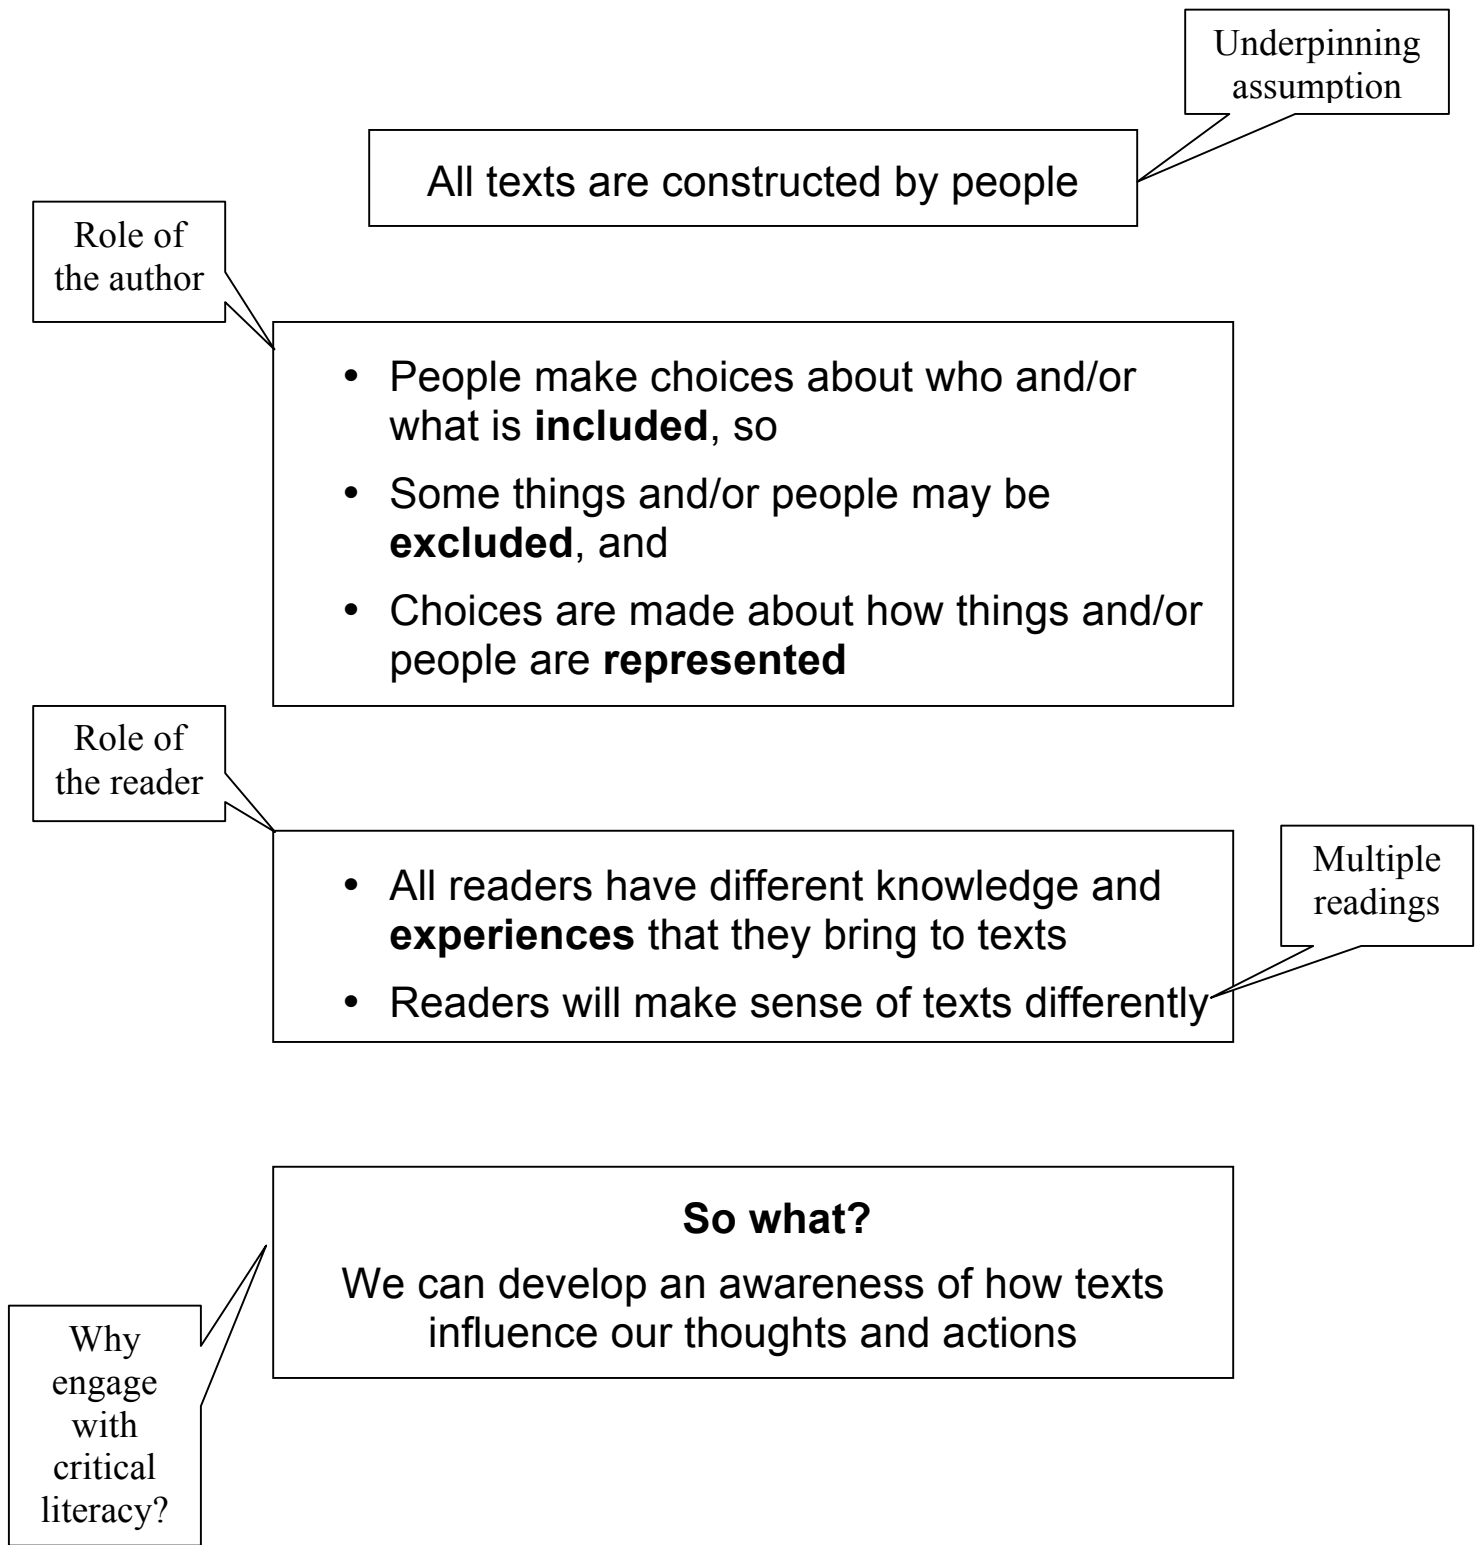 Underpinning
assumption
All texts are constructed by people
Role of
the author
• People make choices about who and/or
what is included, so
• Some things and/or people may be
excluded, and
• Choices are made about how things and/or
people are represented
Role of
the reader
• All readers have different knowledge and
experiences that they bring to texts
• Readers will make sense of texts differently
Multiple
readings
So what?
We can develop an awareness of how texts
influence our thoughts and actions
Why
engage
with
critical
literacy?